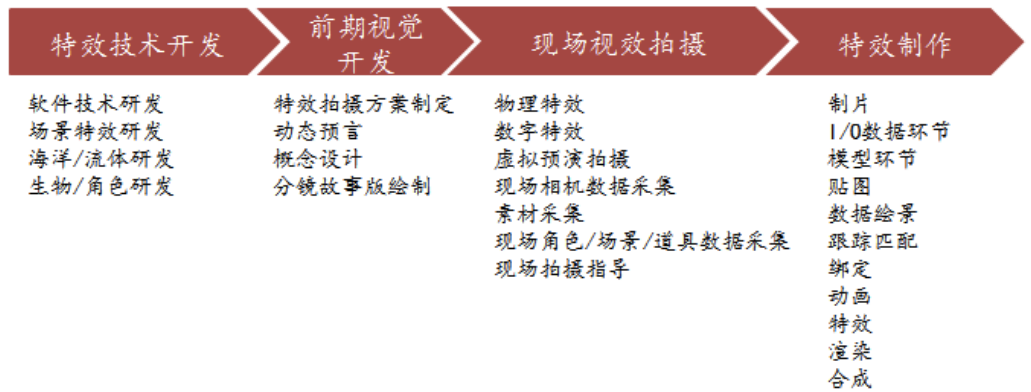 特效技术开发
前期视觉
开发
现场视效拍摄
特效制作
软件技术研发
场景特效研发
海洋/流体研发
生物/角色研发
特效拍摄方案制定
动态预言
概念设计
分镜故事版绘制
物理特效
数字特效
虚拟预演拍摄
现场相机数据采集
素材采集
现场角色/场景/道具数据采集
现场拍摄指导
制片
I/O数据环节
模型环节
贴图
数据绘景
跟踪匹配
绑定
动画
特效
渲染
合成